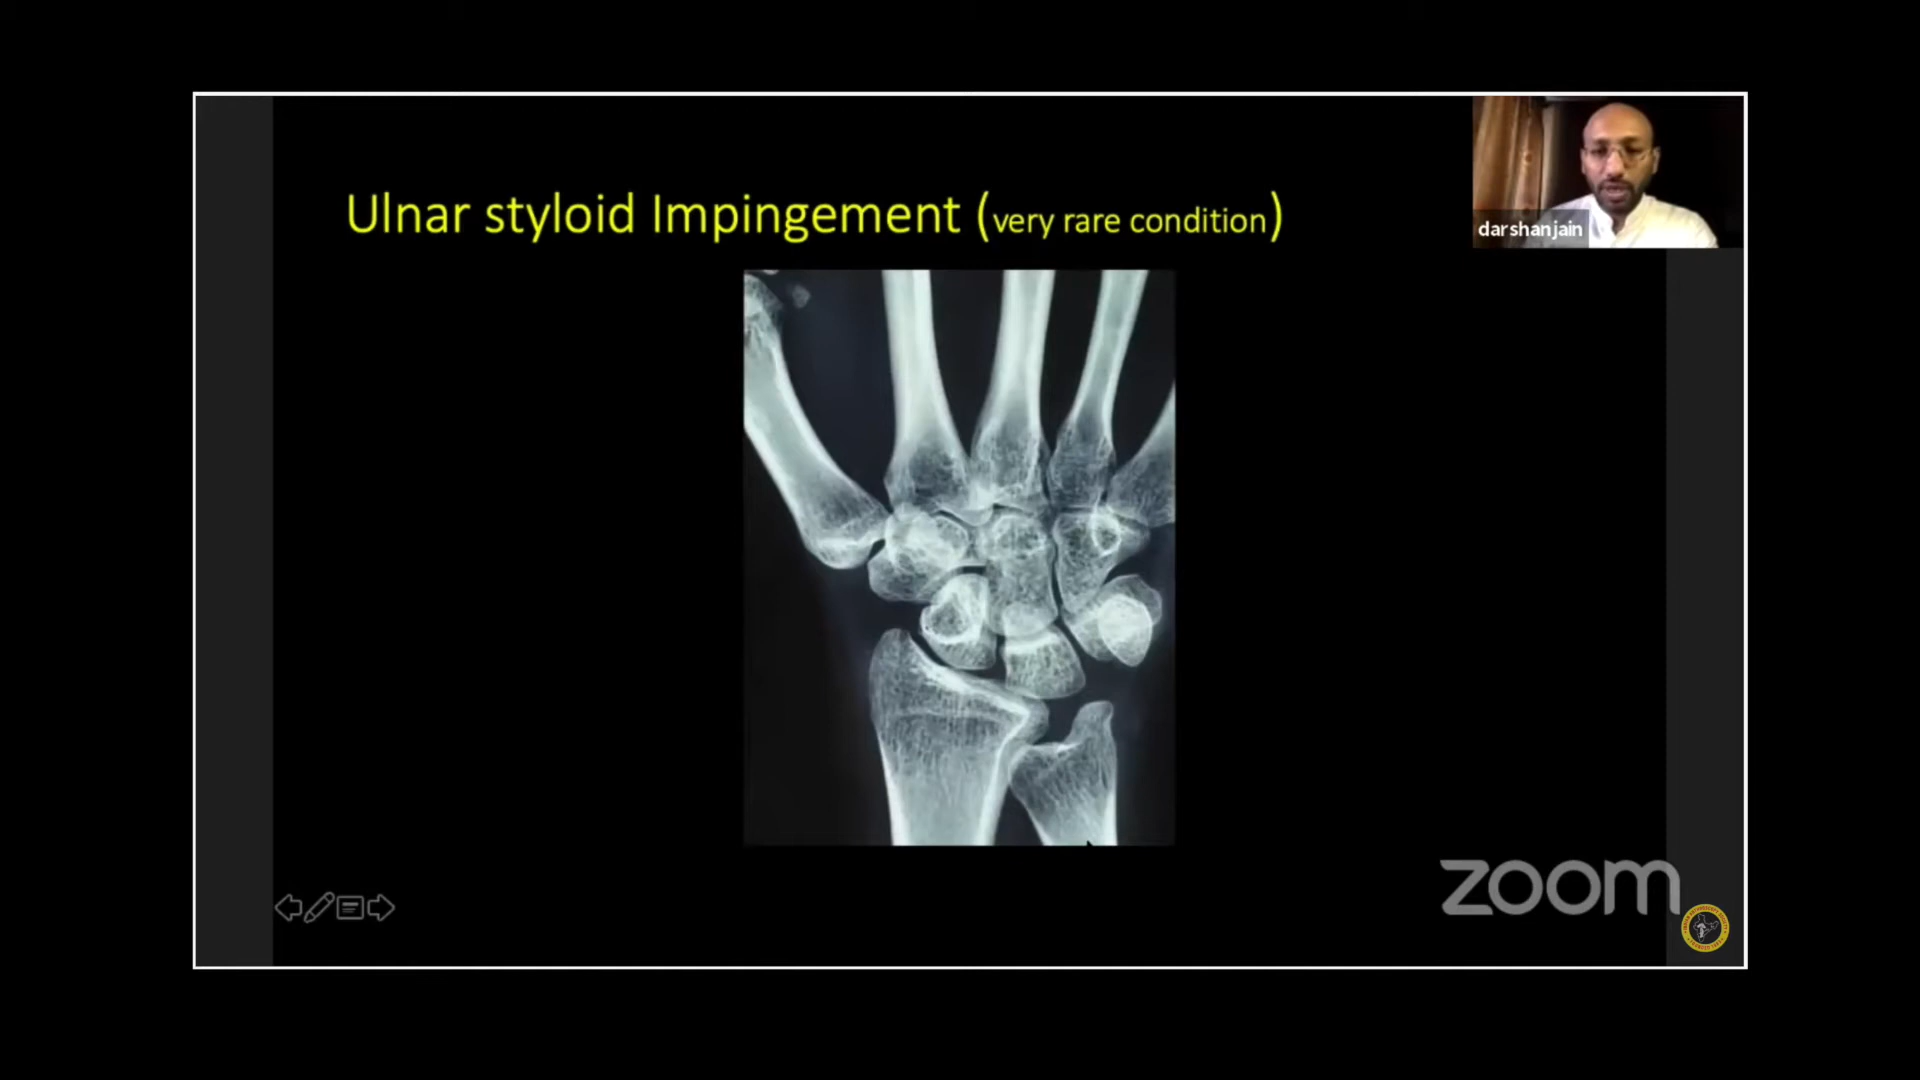 Ulnar styloid Impingement (very rare condition)
darshanjain
zoom